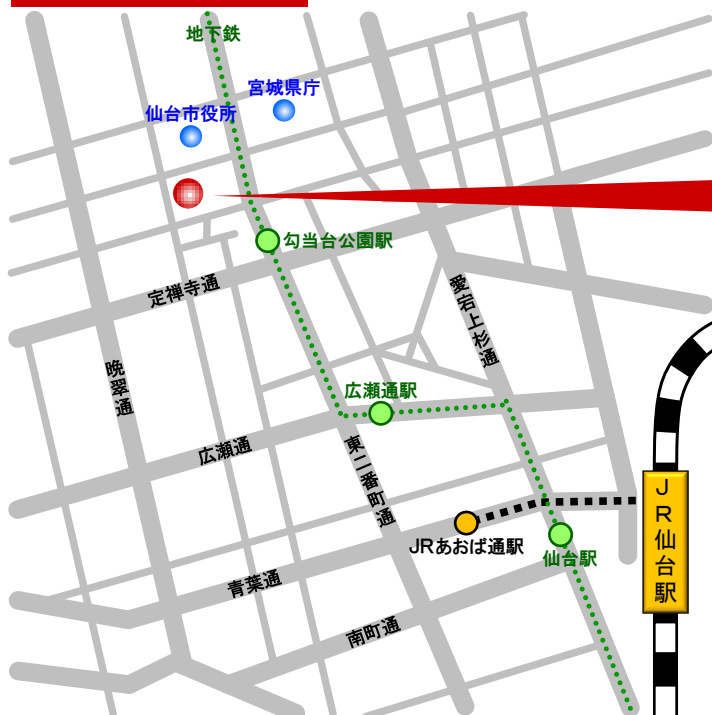 地下鉄
宮城県庁
仙台市役所
勾当台公園駅
定禅寺通
愛宕上杉通
晩翠通
広瀬通駅
広瀬通
東二番町通
JR仙台駅
JRあおば通駅
仙台駅
青葉通
南町通